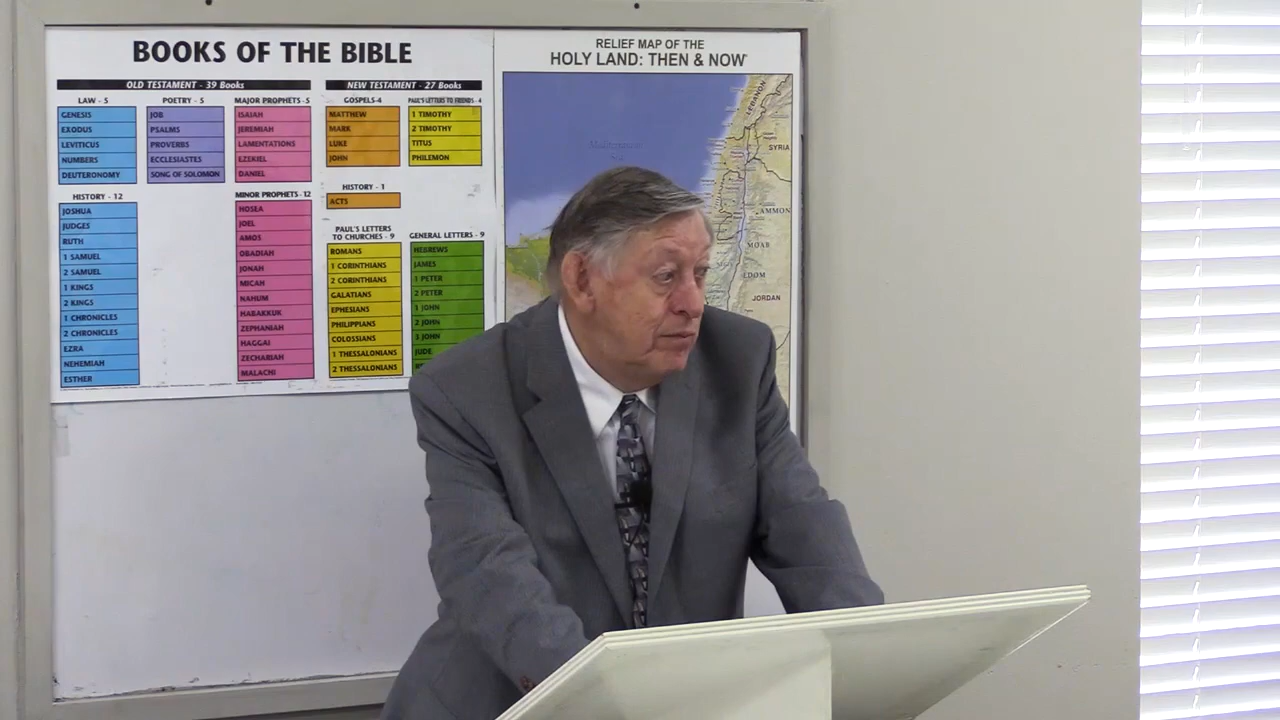 BOOKS OF THE BIBLE
OLD TESTAMENT - 39 Books
LAW - 5
GENESIS
EXODUS
LEVITICUS
NUMBERS
DEUTERONOMY
HISTORY - 12
JOSHUA
JUDGES
RUTH
1 SAMUEL
2 SAMUEL
1 KINGS
2 KINGS
1 CHRONICLES
2 CHRONICLES
EZRA
NEHEMIAH
ESTHER
POETRY - 5
JOB
PSALMS
PROVERBS
ECCLESIASTES
SONG OF SOLOMON
MAJOR PROPHETS - 5
ISAIAH
JEREMIAH
LAMENTATIONS
EZEKIEL
DANIEL
MINOR PROPHETS - 12
HOSEA
JOEL
AMOS
OBADIAH
JONAH
MICAH
NAHUM
HABAKKUK
ZEPHANIAH
HAGGAI
ZECHARIAH
MALACHI
NEW TESTAMENT - 27 Books
GOSPELS-4
MATTHEW
MARK
LUKE
JOHN
HISTORY - 1
ACTS
PAUL'S LETTERS
TO CHURCHES - 9
ROMANS
1 CORINTHIANS
2 CORINTHIANS
GALATIANS
EPHESIANS
PHILIPPIANS
COLOSSIANS
1 THESSALONIANS
2 THESSALONIANS
PAUL'S LETTERS TO FRIENDS - 4
1 TIMOTHY
2 TIMOTHY
TITUS
PHILEMON
GENERAL LETTERS - 9
HEBREWS
JAMES
1 PETER
2 PETER
1 JOHN
2 JOHN
3 JOHN
JUDE
RELIEF MAP OF THE
HOLY LAND: THEN & NOW
LEBANON
Mediterranean
Sea
SYRIA
AMMON
MOAB
EDOM
JORDAN